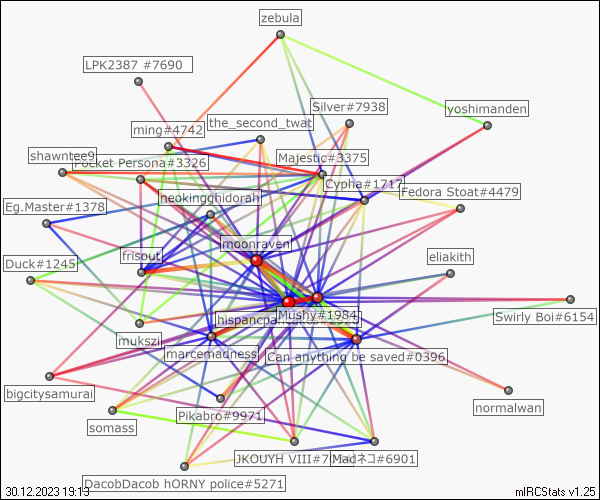 zebula
LPK2387 #7690
Silver#7938
yoshimanden
the_second_twat
ming#4742
shawntee9
Majestic#3375
Pocket Persona#3326
Cypha#1717
Fedora Stoat#4479
neokingghidorah
Eg.Master#1378
moonraven
frisout
eliakith
Duck#1245
Mushy#1984
Swirly Boi#6154
mukszi
marcemadness
Can anything be saved#0396
bigcitysamurai
normalwan
Pikabro#9971
somass
JKOUYH VIII
Madネコ#6901
DacobDacob hORNY police#5271
30.12.2023 19:13
mIRCStats v1.25